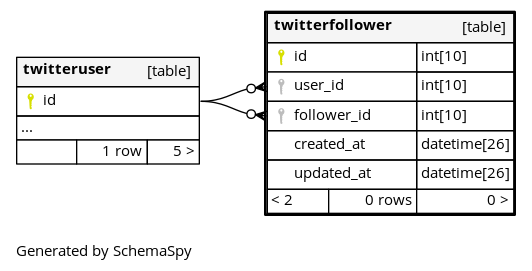 twitteruser [table]
id
...
1 row 5 >
twitterfollower [table]
id int[10]
user_id int[10]
follower_id int[10]
created_at datetime[26]
updated_at datetime[26]
< 2 0 rows 0 >
Generated by SchemaSpy